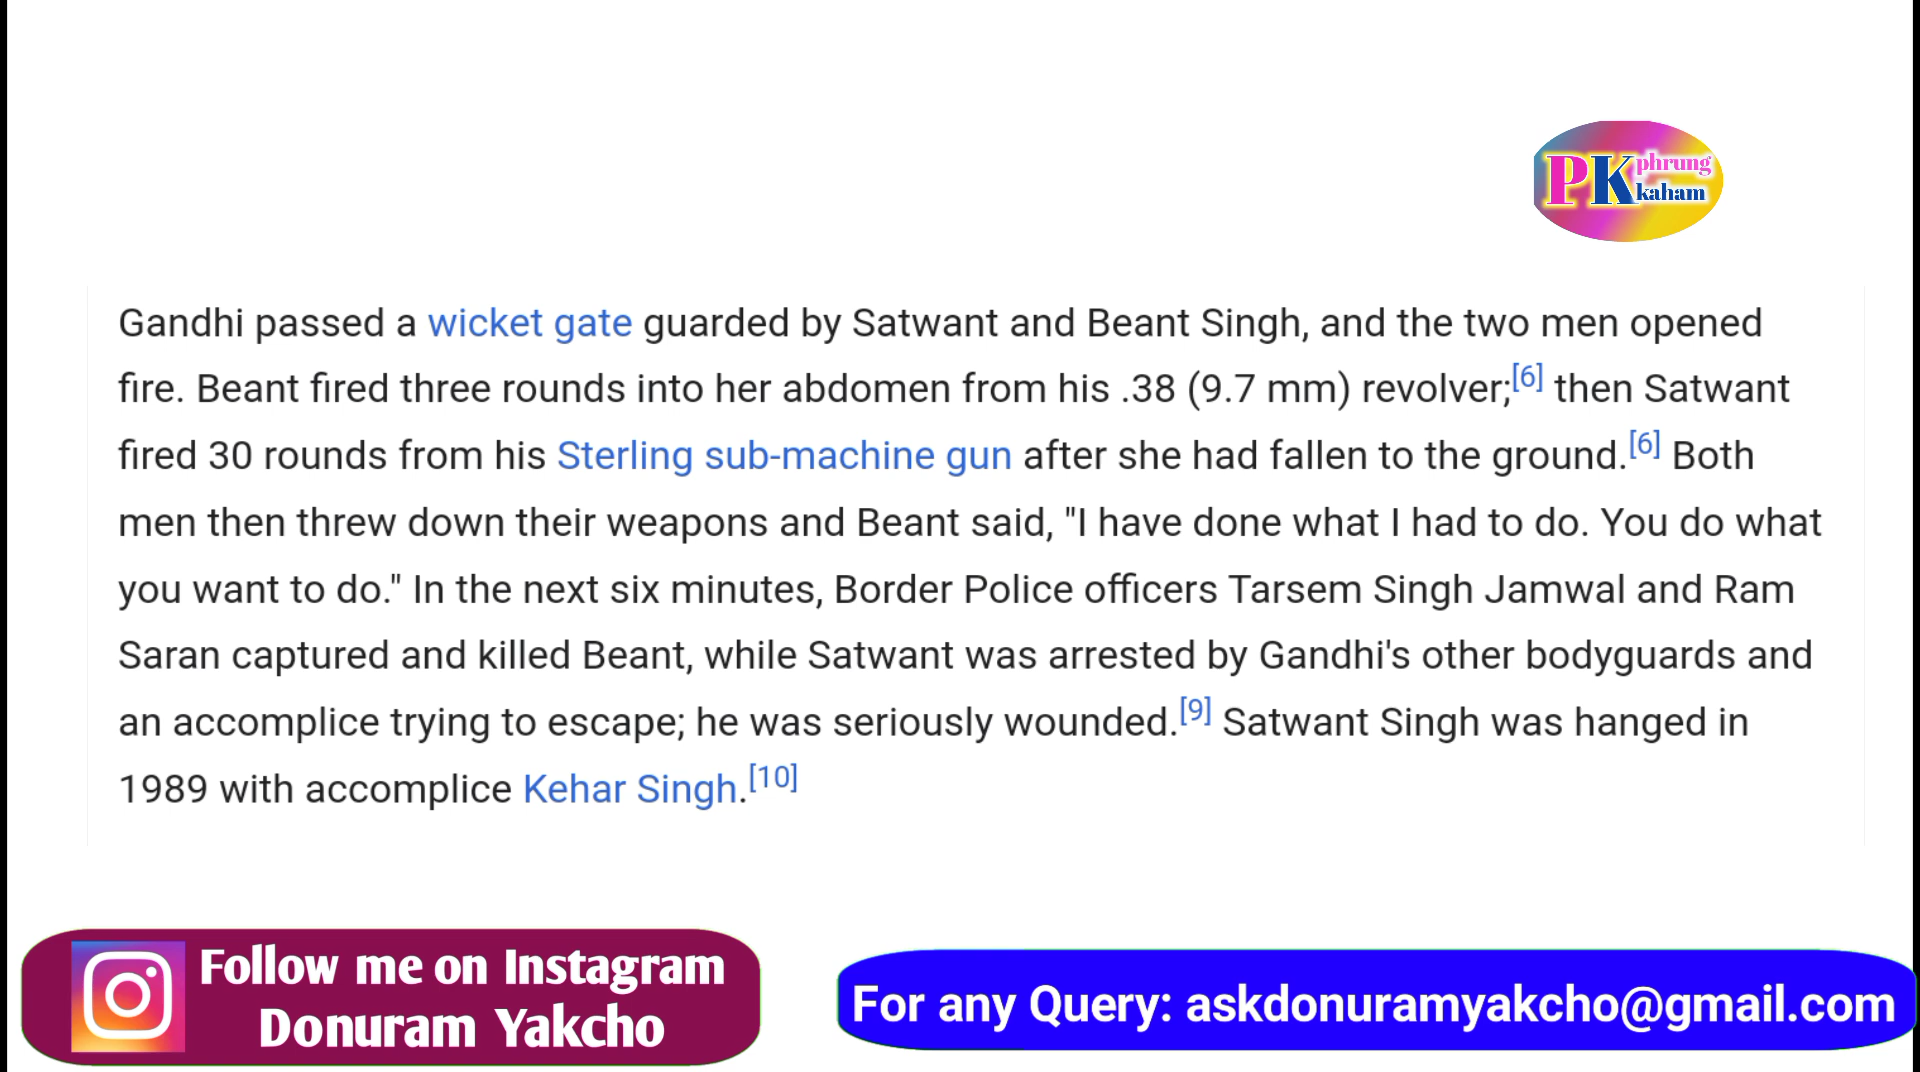 PK phrung
kaham
Gandhi passed a wicket gate guarded by Satwant and Beant Singh, and the two men opened
fire. Beant fired three rounds into her abdomen from his .38 (9.7 mm) revolver;[6] then Satwant
fired 30 rounds from his Sterling sub-machine gun after she had fallen to the ground.[6] Both
men then threw down their weapons and Beant said, "I have done what I had to do. You do what
you want to do." In the next six minutes, Border Police officers Tarsem Singh Jamwal and Ram
Saran captured and killed Beant, while Satwant was arrested by Gandhi's other bodyguards and
an accomplice trying to escape; he was seriously wounded.[9] Satwant Singh was hanged in
1989 with accomplice Kehar Singh.[10]
Follow me on Instagram
Donuram Yakcho
For any Query: askdonuramyakcho@gmail.com